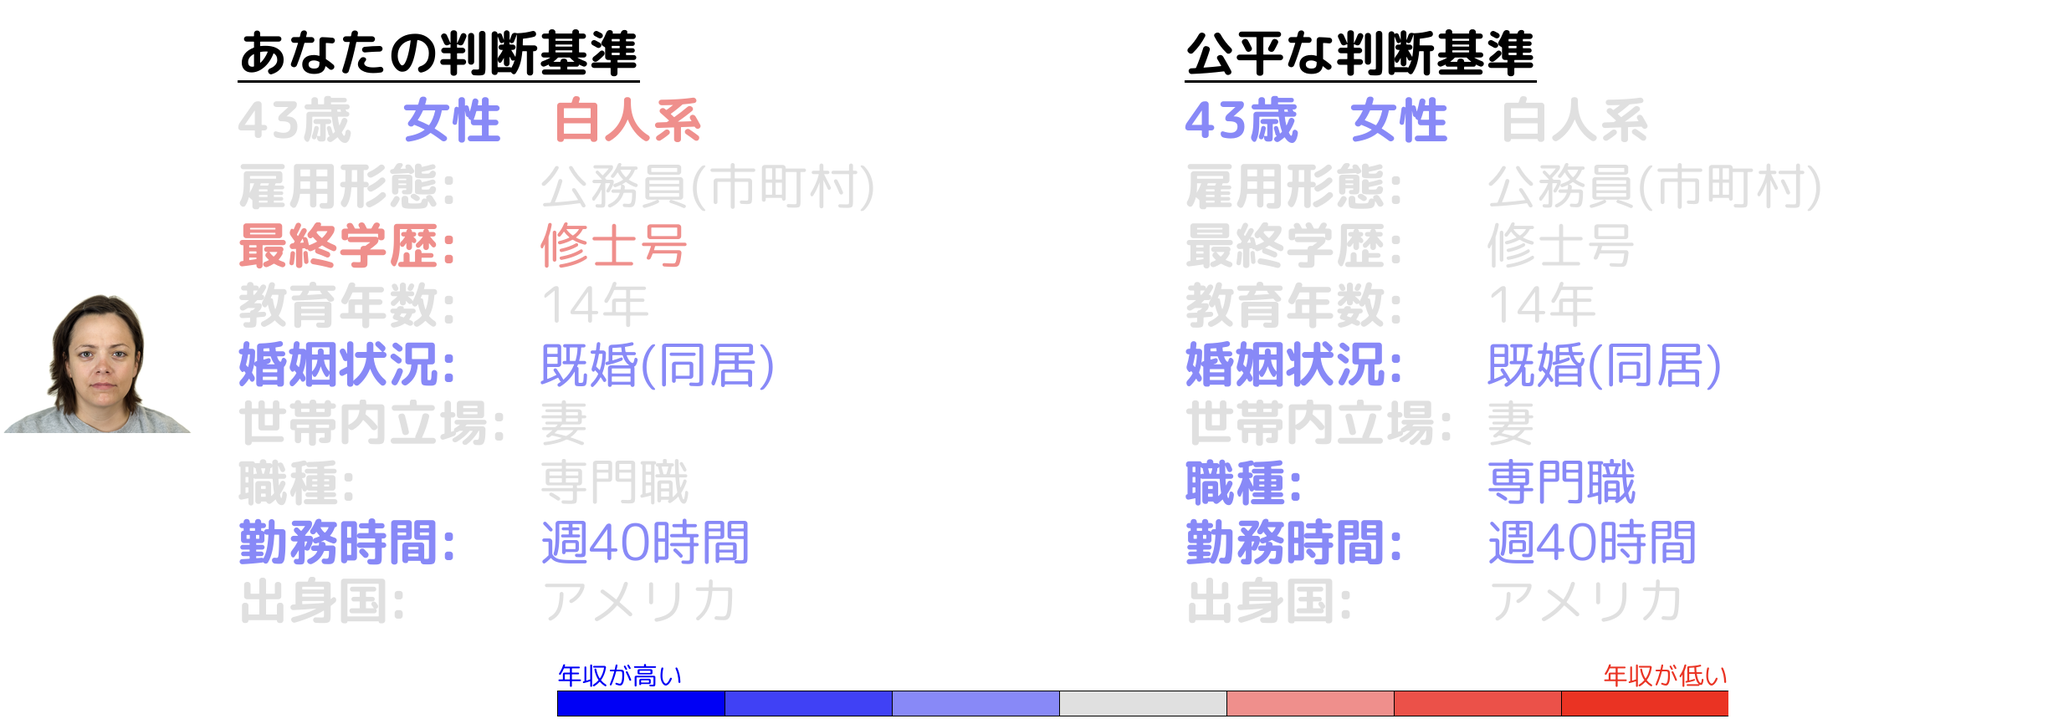 あなたの判断基準
43歳 女性 白人系
雇用形態: 公務員(市町村)
最終学歴: 修士号
教育年数: 14年
婚姻状況: 既婚(同居)
世帯内立場: 妻
職種: 専門職
勤務時間: 週40時間
出身国: アメリカ
公平な判断基準
43歳 女性 白人系
雇用形態: 公務員(市町村)
最終学歴: 修士号
教育年数: 14年
婚姻状況: 既婚(同居)
世帯内立場: 妻
職種: 専門職
勤務時間: 週40時間
出身国: アメリカ
年収が高い 年収が低い